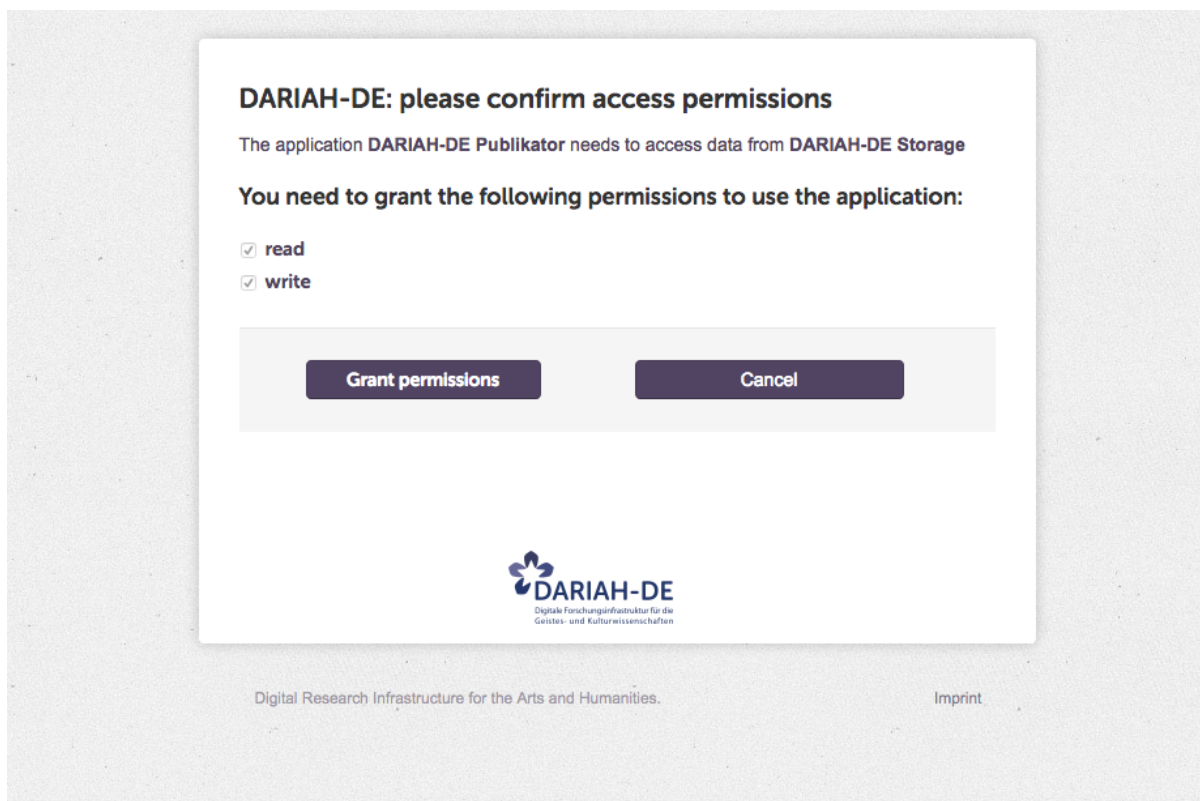 DARIAH-DE: please confirm access permissions
The application DARIAH-DE Publikator needs to access data from DARIAH-DE Storage
You need to grant the following permissions to use the application:
read
write
Grant permissions
Cancel
DARIAH-DE
Digitale Forschungsinfrastruktur für die
Geistes- und Kulturwissenschaften
Digital Research Infrastructure for the Arts and Humanities.
Imprint